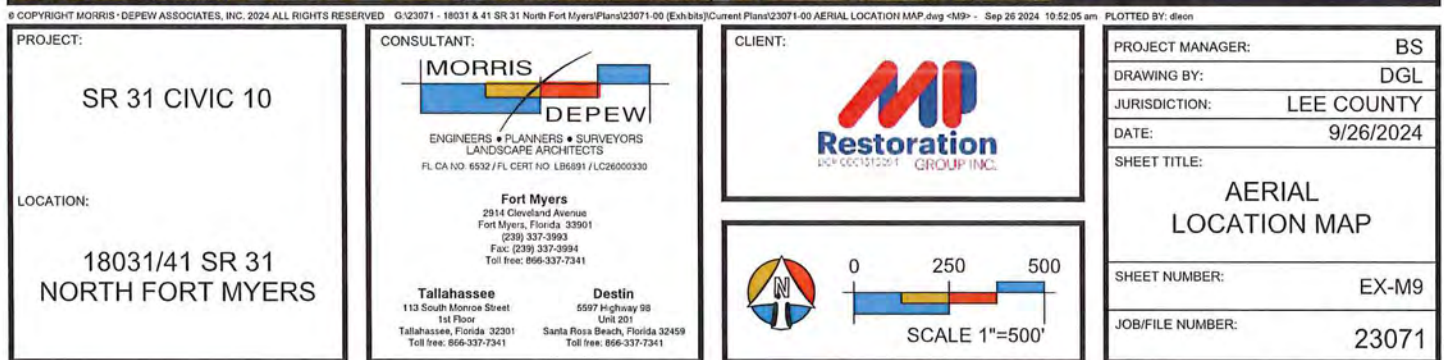 © COPYRIGHT MORRIS-DEPEW ASSOCIATES, INC. 2024 ALL RIGHTS RESERVED G:\23071 - 18031 & 41 SR 31 North Fort Myers\Plans\23071-00 (Exhibits)\Current Plans\23071-00 AERIAL LOCATION MAP.dwg <M9> - Sep 26 2024 10:52:05 am PLOTTED BY: dleon
PROJECT:
SR 31 CIVIC 10
LOCATION:
18031/41 SR 31
NORTH FORT MYERS
CONSULTANT:
MORRIS
DEPEW
ENGINEERS • PLANNERS • SURVEYORS
LANDSCAPE ARCHITECTS
FL CA NO. 6532 / FL CERT NO. LB6891 / LC26000330
Fort Myers
2914 Cleveland Avenue
Fort Myers, Florida 33901
(239) 337-3993
Fax: (239) 337-3994
Toll free: 866-337-7341
Tallahassee
113 South Monroe Street
1st Floor
Tallahassee, Florida 32301
Toll free: 866-337-7341
Destin
5597 Highway 98
Unit 201
Santa Rosa Beach, Florida 32459
Toll free: 866-337-7341
CLIENT:
MP
Restoration
GROUP INC.
N
0 250 500
SCALE 1"=500'
PROJECT MANAGER: BS
DRAWING BY: DGL
JURISDICTION: LEE COUNTY
DATE: 9/26/2024
SHEET TITLE:
AERIAL
LOCATION MAP
SHEET NUMBER: EX-M9
JOB/FILE NUMBER: 23071